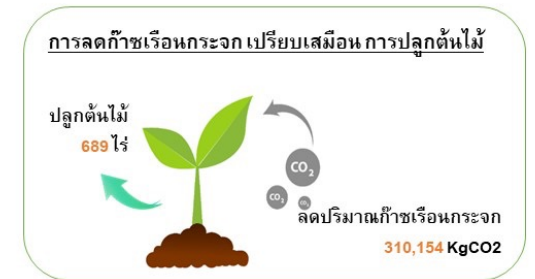 การลดก๊าซเรือนกระจก เปรียบเสมือน การปลูกต้นไม้
ปลูกต้นไม้
689 ไร่
CO2
CO2
CO2
ลดปริมาณก๊าซเรือนกระจก
310,154 KgCO2